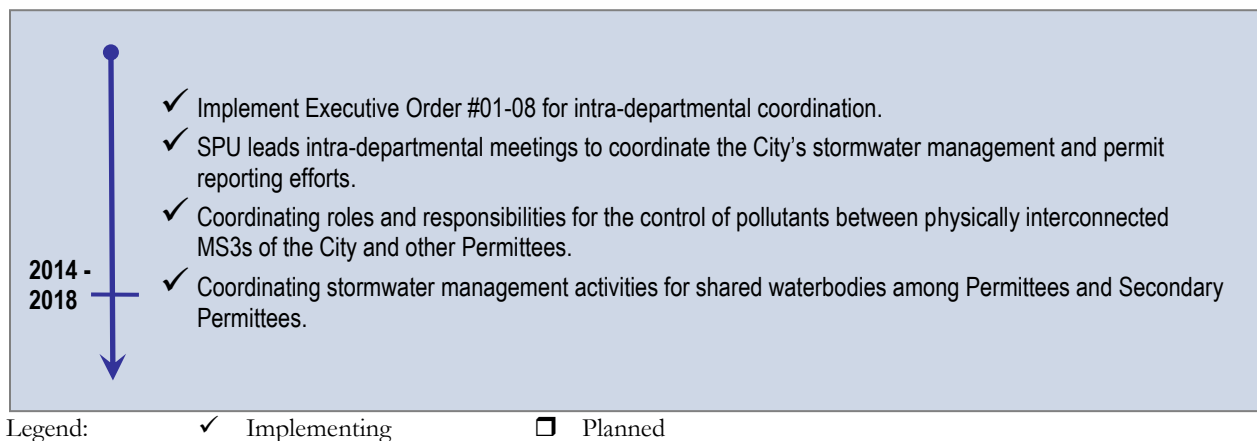 ✓ Implement Executive Order #01-08 for intra-departmental coordination.
✓ SPU leads intra-departmental meetings to coordinate the City's stormwater management and permit
reporting efforts.
✓ Coordinating roles and responsibilities for the control of pollutants between physically interconnected
MS3s of the City and other Permittees.
2014 -
2018
✓ Coordinating stormwater management activities for shared waterbodies among Permittees and Secondary
Permittees.
Legend: ✓ Implementing ❒ Planned